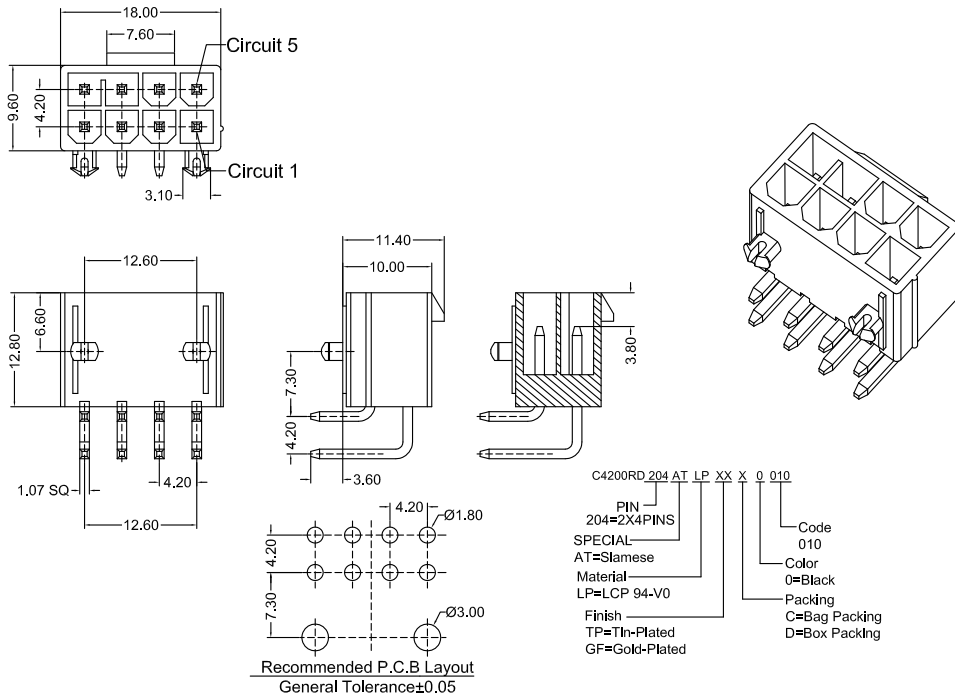 18.00
7.60
Circuit 5
9.60
4.20
Circuit 1
3.10
12.60
6.60
12.80
1.07 SQ
4.20
12.60
11.40
10.00
7.30
4.20
3.60
3.80
4.20
Ø1.80
4.20
7.30
Ø3.00
Recommended P.C.B Layout
General Tolerance±0.05
C4200RD 204 AT LP XX X 0 010
PIN
204=2X4PINS
SPECIAL
AT=Slamese
Material
LP=LCP 94-V0
Finish
TP=Tin-Plated
GF=Gold-Plated
Code
010
Color
0=Black
Packing
C=Bag Packing
D=Box Packing